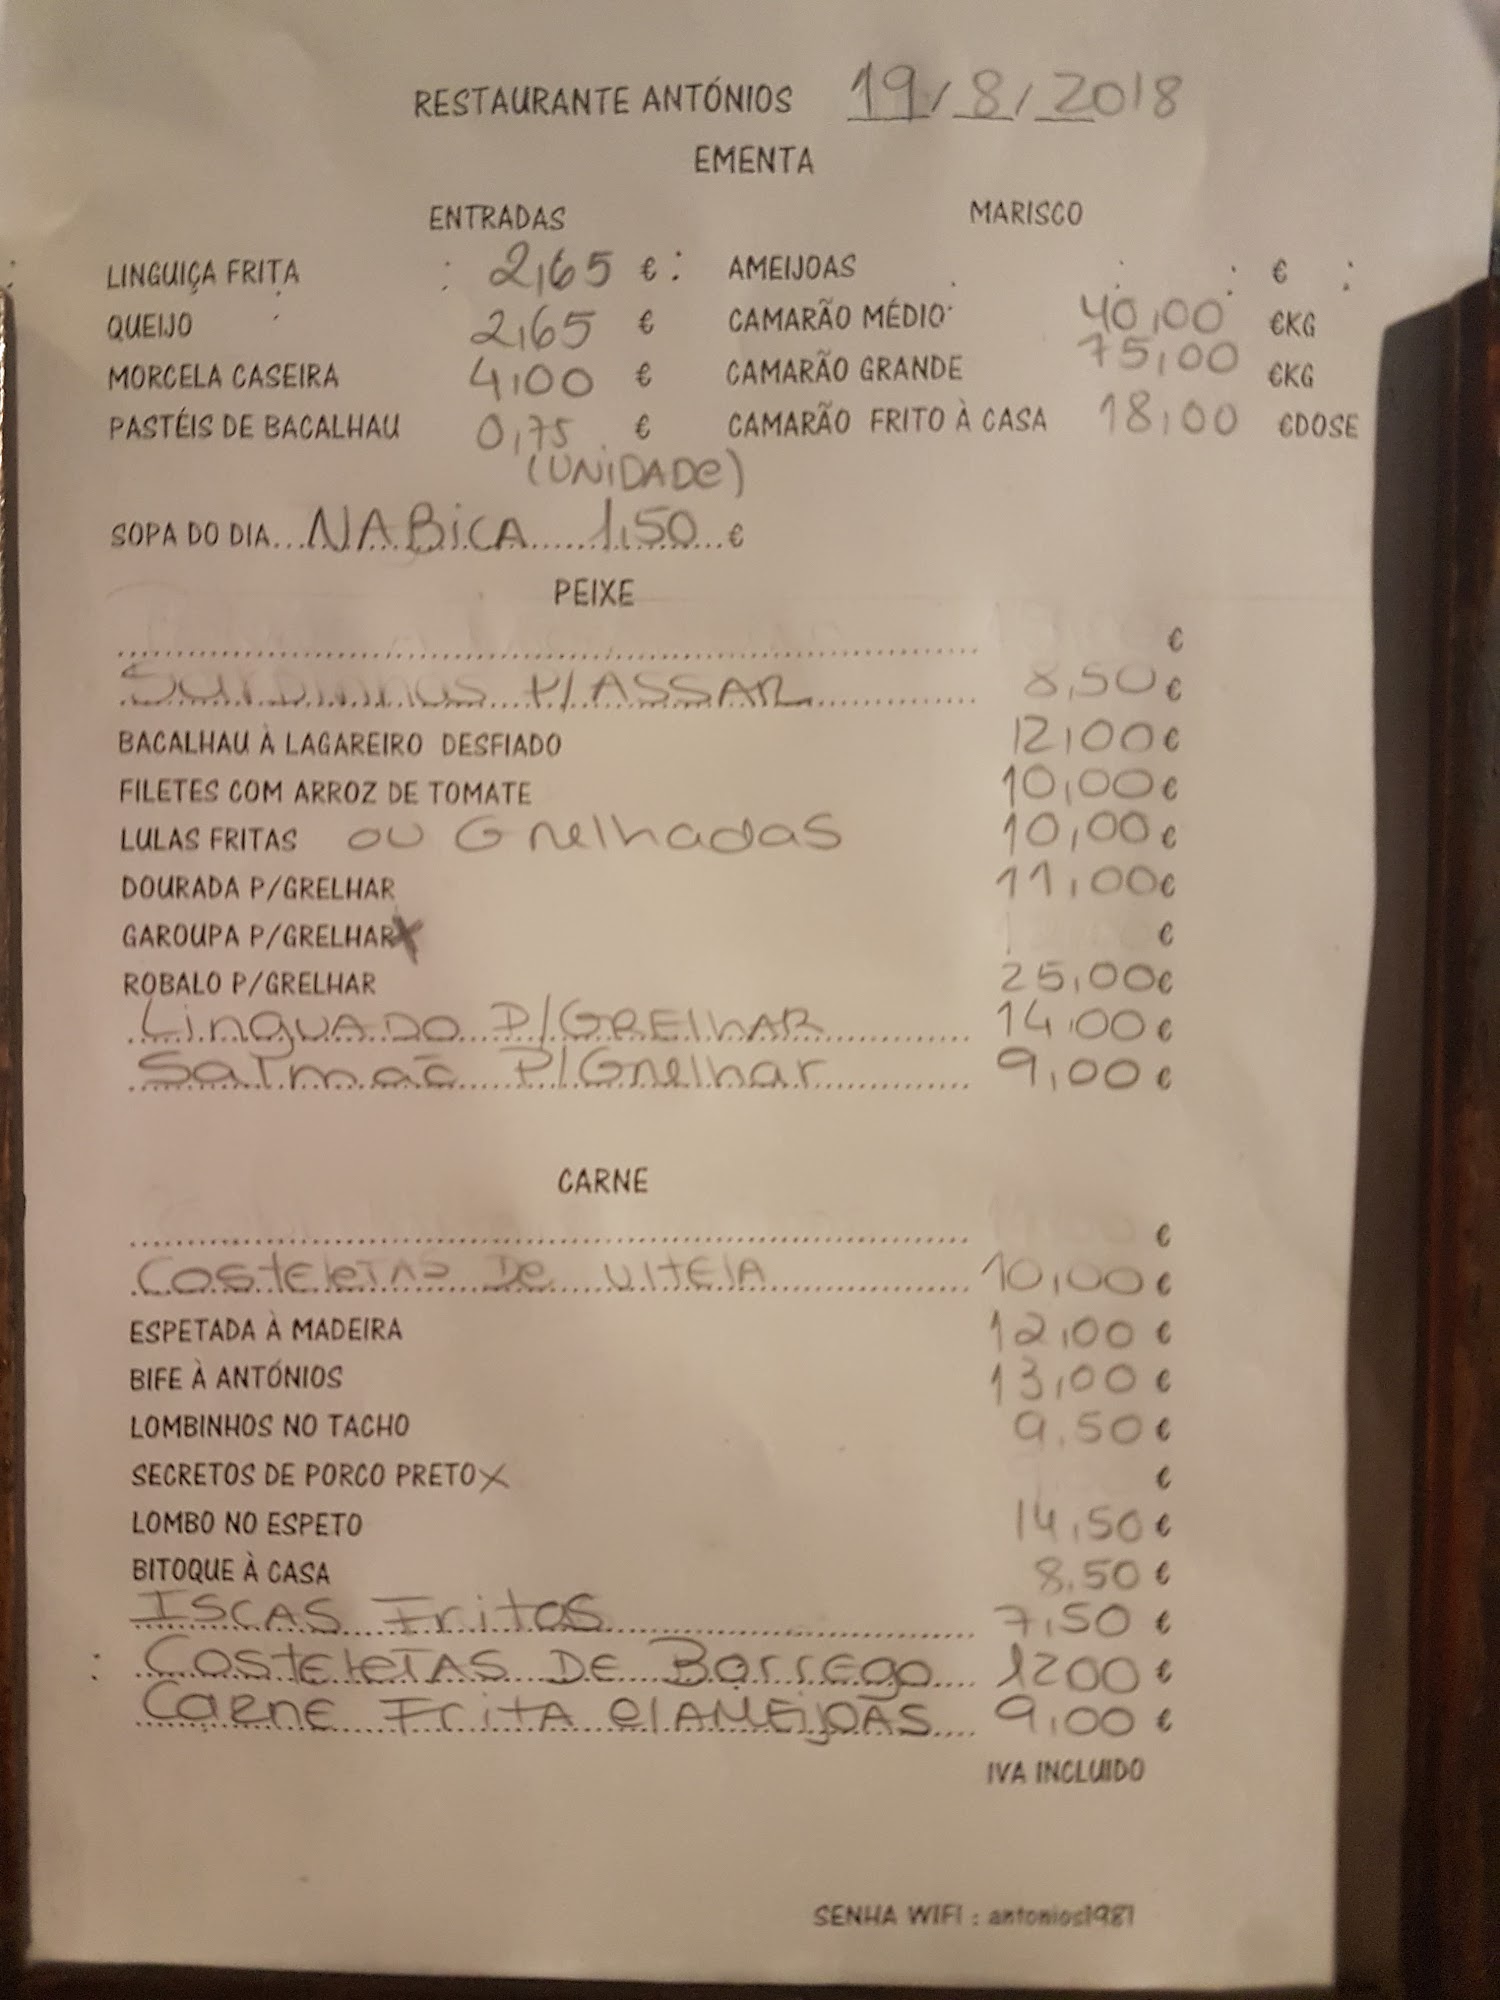 RESTAURANTE ANTÓNIOS 19/8/2018
EMENTA
ENTRADAS
LINGUIÇA FRITA : 2,65 € :
QUEIJO 2,65 €
MORCELA CASEIRA 4,00 €
PASTÉIS DE BACALHAU 0,75 €
(UNIDADE)
MARISCO
AMEIJOAS €
CAMARÃO MÉDIO 40,00 €KG
CAMARÃO GRANDE 75,00 €KG
CAMARÃO FRITO À CASA 18,00 €DOSE
SOPA DO DIA...NABiCA......1,50...€
PEIXE
€
Sardinhas P/ASSAR 8,50€
BACALHAU À LAGAREIRO DESFIADO 12,00€
FILETES COM ARROZ DE TOMATE 10,00€
LULAS FRITAS ou Grelhadas 10,00€
DOURADA P/GRELHAR 11,00€
GAROUPA P/GRELHAR X €
ROBALO P/GRELHAR 25,00€
LinguADO P/GRElhAR 14,00€
Salmão P/Grelhar 9,00€
CARNE
€
CosteletAs De vitela 10,00€
ESPETADA À MADEIRA 12,00€
BIFE À ANTÓNIOS 13,00€
LOMBINHOS NO TACHO 9.50€
SECRETOS DE PORCO PRETO X €
LOMBO NO ESPETO 14,50€
BITOQUE À CASA 8.50€
ISCAS Fritas 7,50€
: CosteletAS DE Borrego 1200€
CarnE FritA c/AMEijOAS 9,00€
IVA INCLUIDO
SENHA WIFI : antonios1981